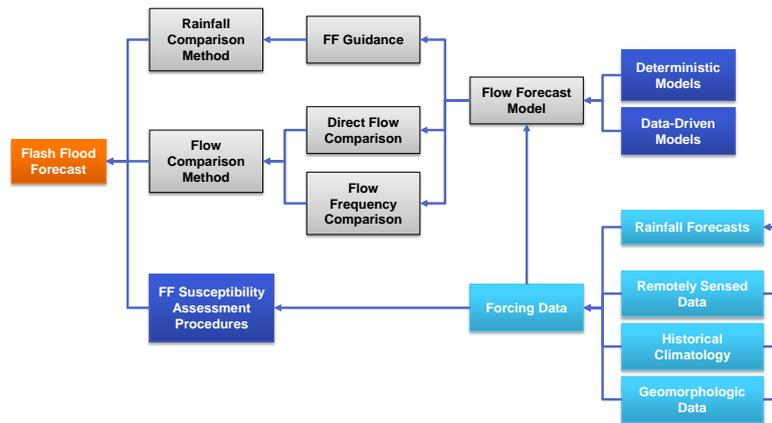 Rainfall
Comparison
Method
FF Guidance
Flow Forecast
Model
Deterministic
Models
Data-Driven
Models
Direct Flow
Comparison
Flash Flood
Forecast
Flow
Comparison
Method
Flow
Frequency
Comparison
Rainfall Forecasts
FF Susceptibility
Assessment
Procedures
Forcing Data
Remotely Sensed
Data
Historical
Climatology
Geomorphologic
Data